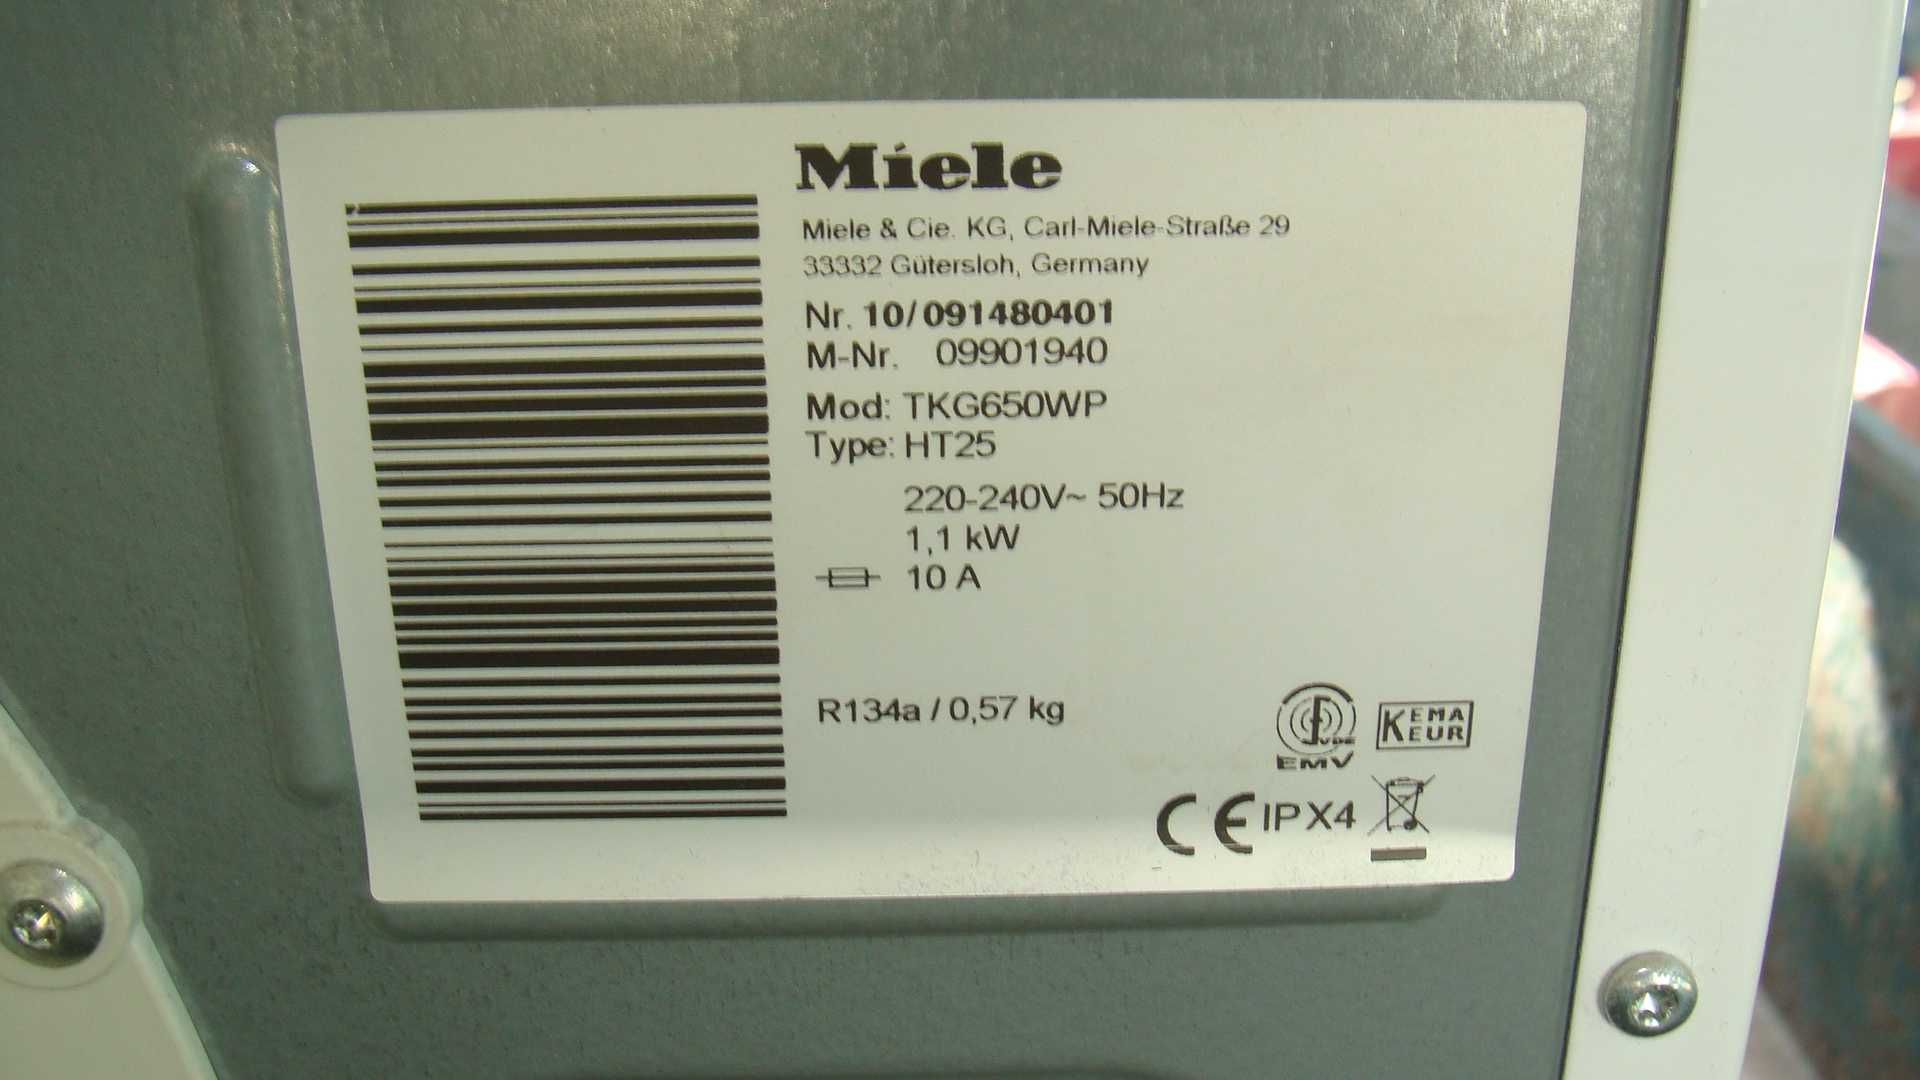 Miele
Miele & Cie. KG, Carl-Miele-Straße 29
33332 Gütersloh, Germany
Nr. 10/091480401
M-Nr. 09901940
Mod: TKG650WP
Type: HT25
220-240V~ 50Hz
1,1 kW
10 A
R134a / 0,57 kg
VDE
EMV
KEMA
KEUR
CE IPX4